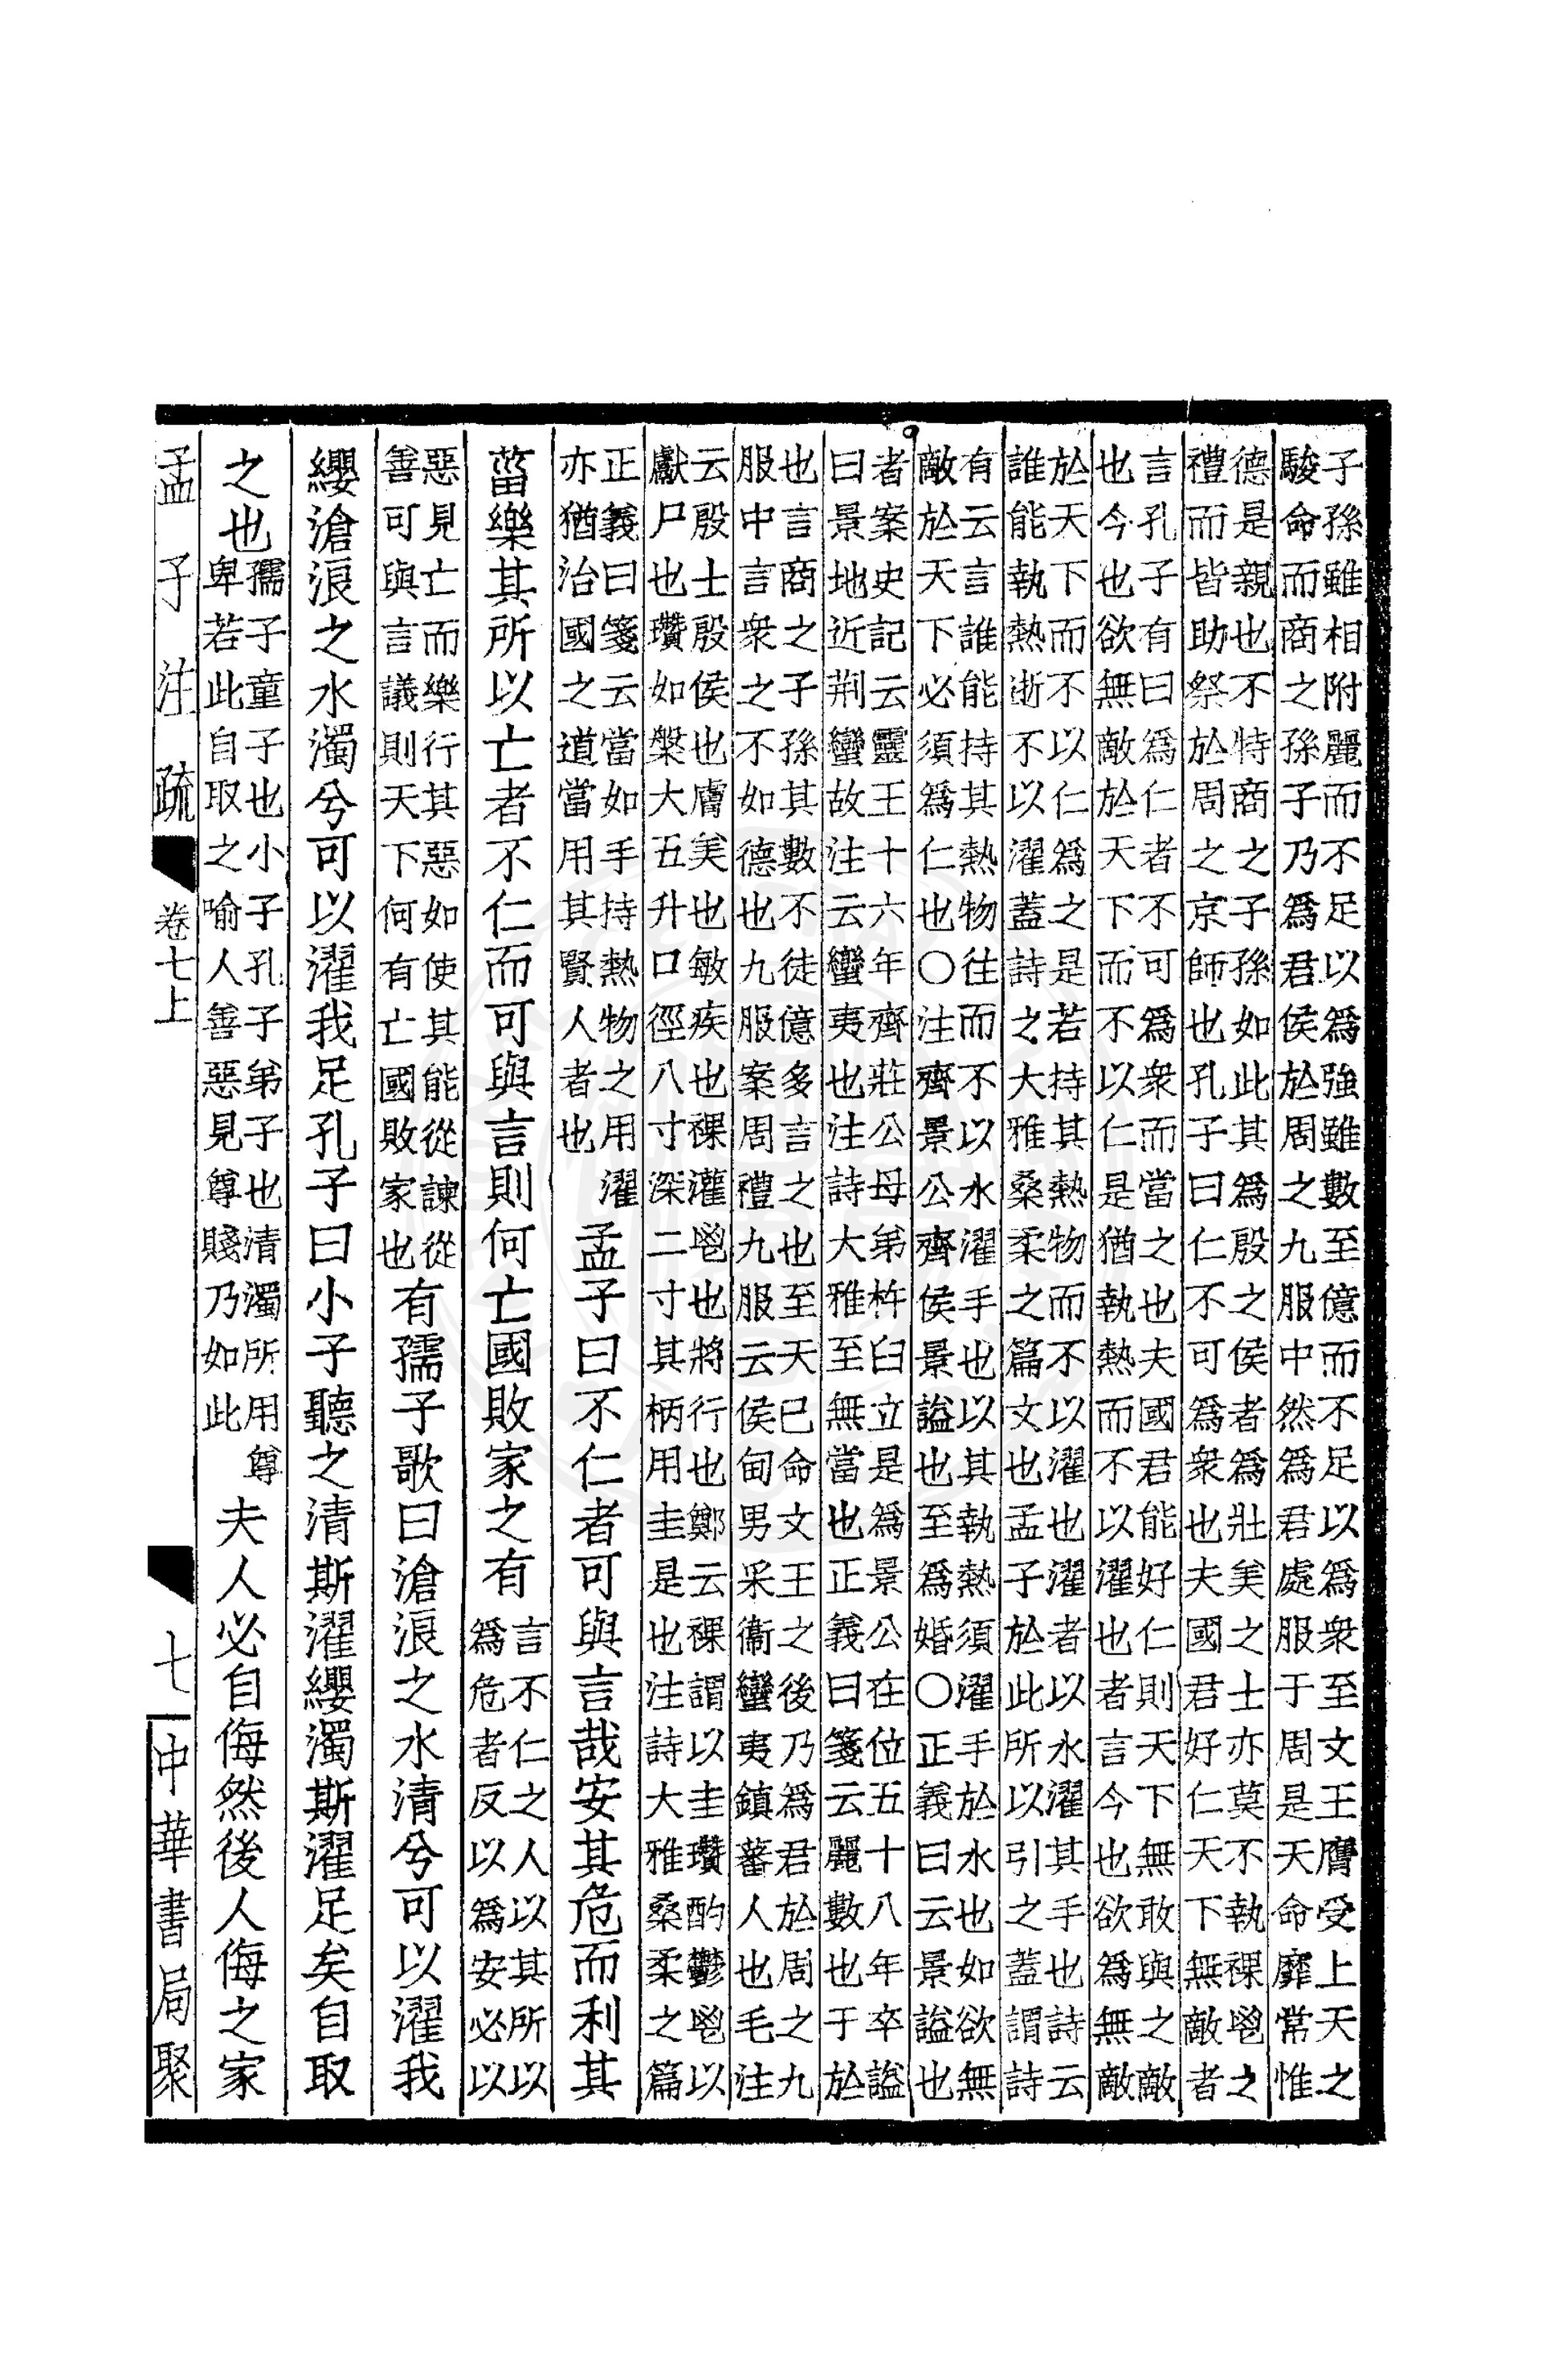 子孫雖相附麗而不足以爲強雖數至億而不足以爲衆至文王膺受上天之
駿命而商之孫子乃爲君侯於周之九服中然爲君處服于周是天命靡常惟
德是親也不特商之子孫如此其爲殷之侯者爲壯美之士亦莫不執祼鬯之
禮而皆助祭於周之京師也孔子曰仁不可爲衆也夫國君好仁天下無敵者
言孔子有曰爲仁者不可爲衆而當之也夫國君能好仁則天下無敢與之敵
也今也欲無敵於天下而不以仁是猶執熱而不以濯也者言今也欲爲無敵
於天下而不以仁爲之是若持其熱物而不以濯也濯者以水濯其手也詩云
誰能執熱逝不以濯蓋詩之大雅桑柔之篇文也孟子於此所以引之蓋謂詩
有云言誰能持其熱物往而不以水濯手也以其執熱須濯手於水也如欲無
敵於天下必須爲仁也○注齊景公齊侯景謚也至爲婚○正義曰云景謚也
者案史記云靈王十六年齊莊公母弟杵臼立是爲景公在位五十八年卒謚
曰景地近荆蠻故注云蠻夷也注詩大雅至無當也正義曰箋云麗數也于於
也言商之子孫其數不徒億多言之也至天已命文王之後乃爲君於周之九
服中言衆之不如德也九服案周禮九服云侯甸男采衞蠻夷鎮蕃人也毛注
云殷士殷侯也膚美也敏疾也祼灌鬯也將行也鄭云祼謂以圭瓚酌鬱鬯以
獻尸也瓚如槃大五升口徑八寸深二寸其柄用圭是也注詩大雅桑柔之篇
正義曰箋云當如手持熱物之用濯
亦猶治國之道當用其賢人者也
孟子曰不仁者可與言哉安其危而利其
菑樂其所以亡者不仁而可與言則何亡國敗家之有
言不仁之人以其所以
爲危者反以爲安必以
惡見亡而樂行其惡如使其能從諫從
善可與言議則天下何有亡國敗家也
有孺子歌曰滄浪之水清兮可以濯我
纓滄浪之水濁兮可以濯我足孔子曰小子聽之清斯濯纓濁斯濯足矣自取
之也
孺子童子也小子孔子弟子也清濁所用尊
卑若此自取之喻人善惡見尊賤乃如此
夫人必自侮然後人侮之家
孟子注疏 卷七上 七 中華書局聚